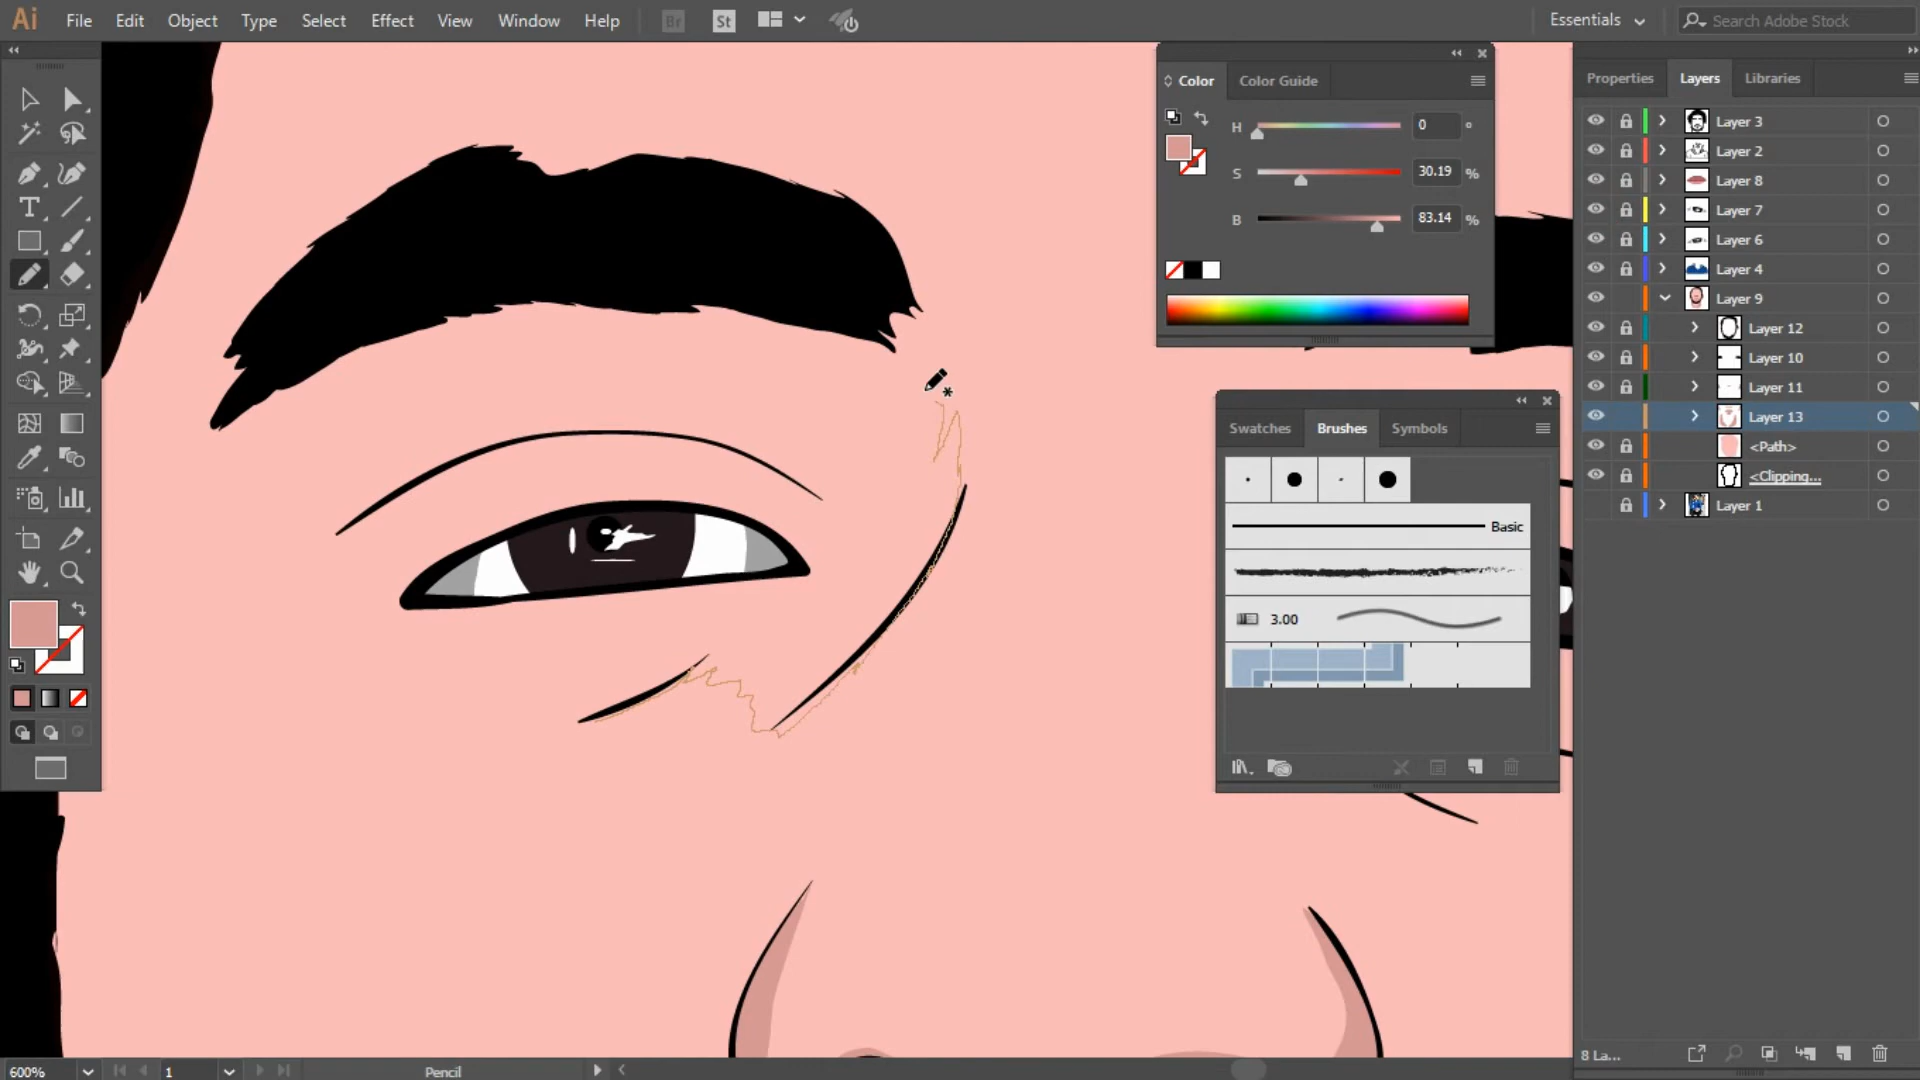 Ai File Edit Object Type Select Effect View Window Help Br St Essentials Search Adobe Stock
Color Color Guide
H 0 °
S 30.19 %
B 83.14 %
Swatches Brushes Symbols
Basic
3.00
Properties Layers Libraries
Layer 3
Layer 2
Layer 8
Layer 7
Layer 6
Layer 4
Layer 9
Layer 12
Layer 10
Layer 11
Layer 13
<Path>
<Clipping...
Layer 1
8 La...
600% 1 Pencil